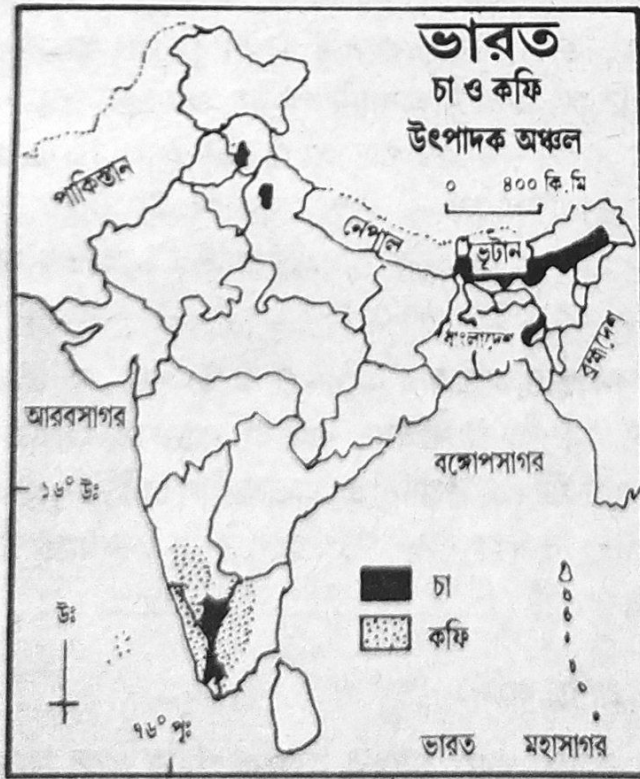 ভারত
চা ও কফি
উৎপাদক অঞ্চল
০ ৪০০ কি.মি
পাকিস্তান
নেপাল
ভূটান
বাংলাদেশ
ব্রহ্মদেশ
আরবসাগর
বঙ্গোপসাগর
১৬° উঃ
চা
উঃ
কফি
৭৬° পূঃ
ভারত মহাসাগর